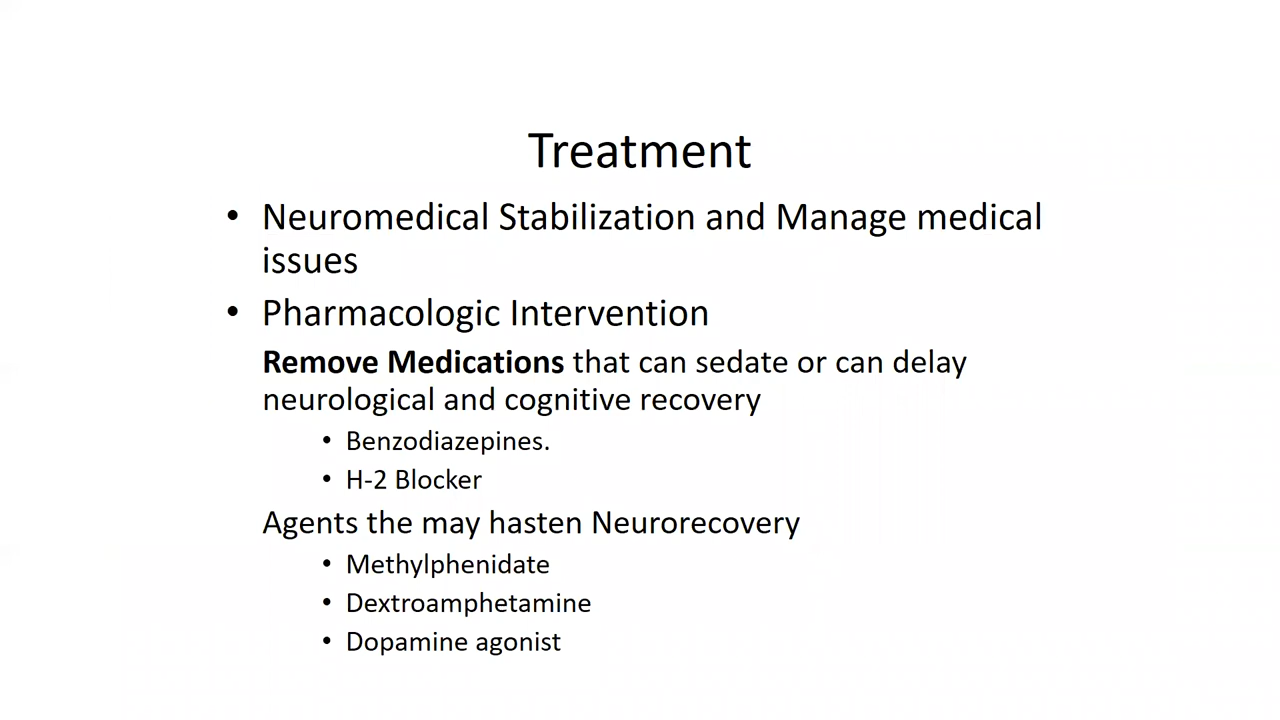 Treatment
• Neuromedical Stabilization and Manage medical
issues
• Pharmacologic Intervention
Remove Medications that can sedate or can delay
neurological and cognitive recovery
• Benzodiazepines.
• H-2 Blocker
Agents the may hasten Neurorecovery
• Methylphenidate
• Dextroamphetamine
• Dopamine agonist